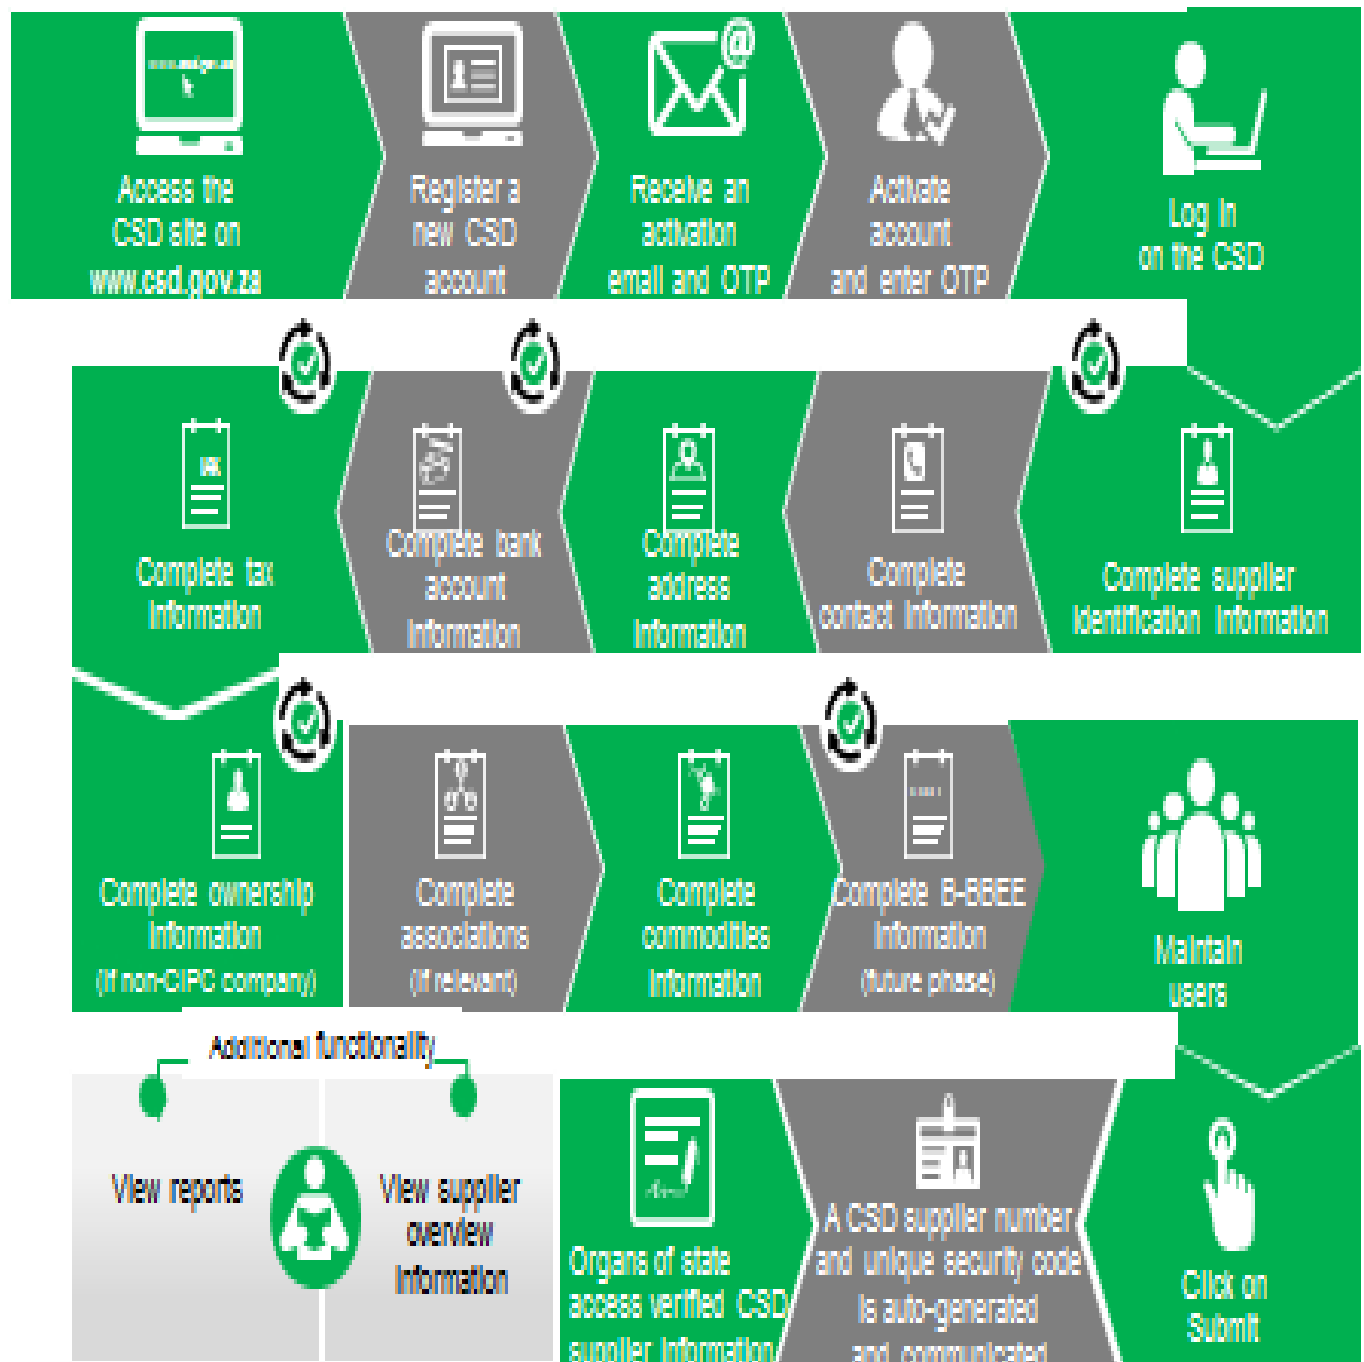 Access the
CSD site on
www.csd.gov.za
Register a
new CSD
account
Receive an
activation
email and OTP
Activate
account
and enter OTP
Log in
on the CSD
Complete tax
information
Complete bank
account
information
Complete
address
information
Complete
contact information
Complete supplier
identification information
Complete ownership
information
(if non-CIPC company)
Complete
associations
(if relevant)
Complete
commodities
information
Complete B-BBEE
information
(future phase)
Maintain
users
Additional functionality
View reports
View supplier
overview
information
Organs of state
access verified CSD
supplier information
A CSD supplier number
and unique security code
is auto-generated
and communicated
Click on
Submit